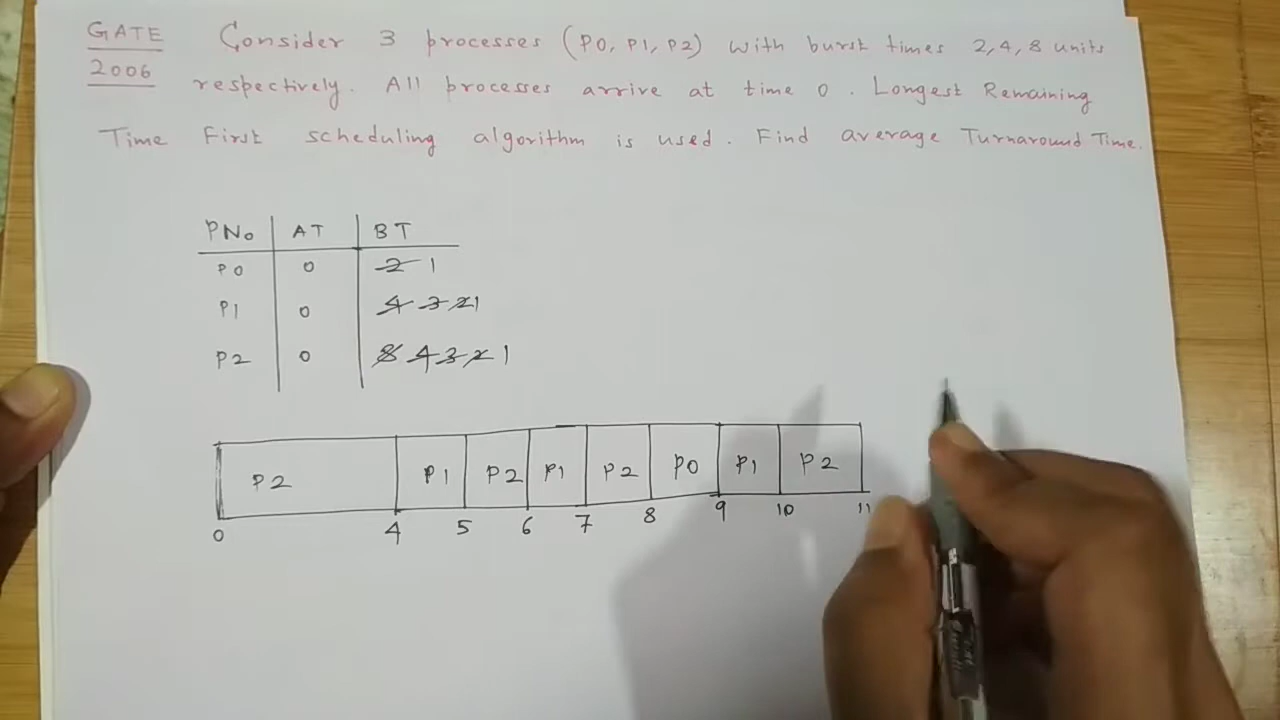 GATE 2006 Consider 3 processes (P0, P1, P2) with burst times 2, 4, 8 units
respectively. All processes arrive at time 0. Longest Remaining
Time First scheduling algorithm is used. Find average Turnaround Time.
PNo AT BT
P0 0 2 1
P1 0 4 3 2 1
P2 0 8 4 3 2 1
P2 P1 P2 P1 P2 P0 P1 P2
0 4 5 6 7 8 9 10 11